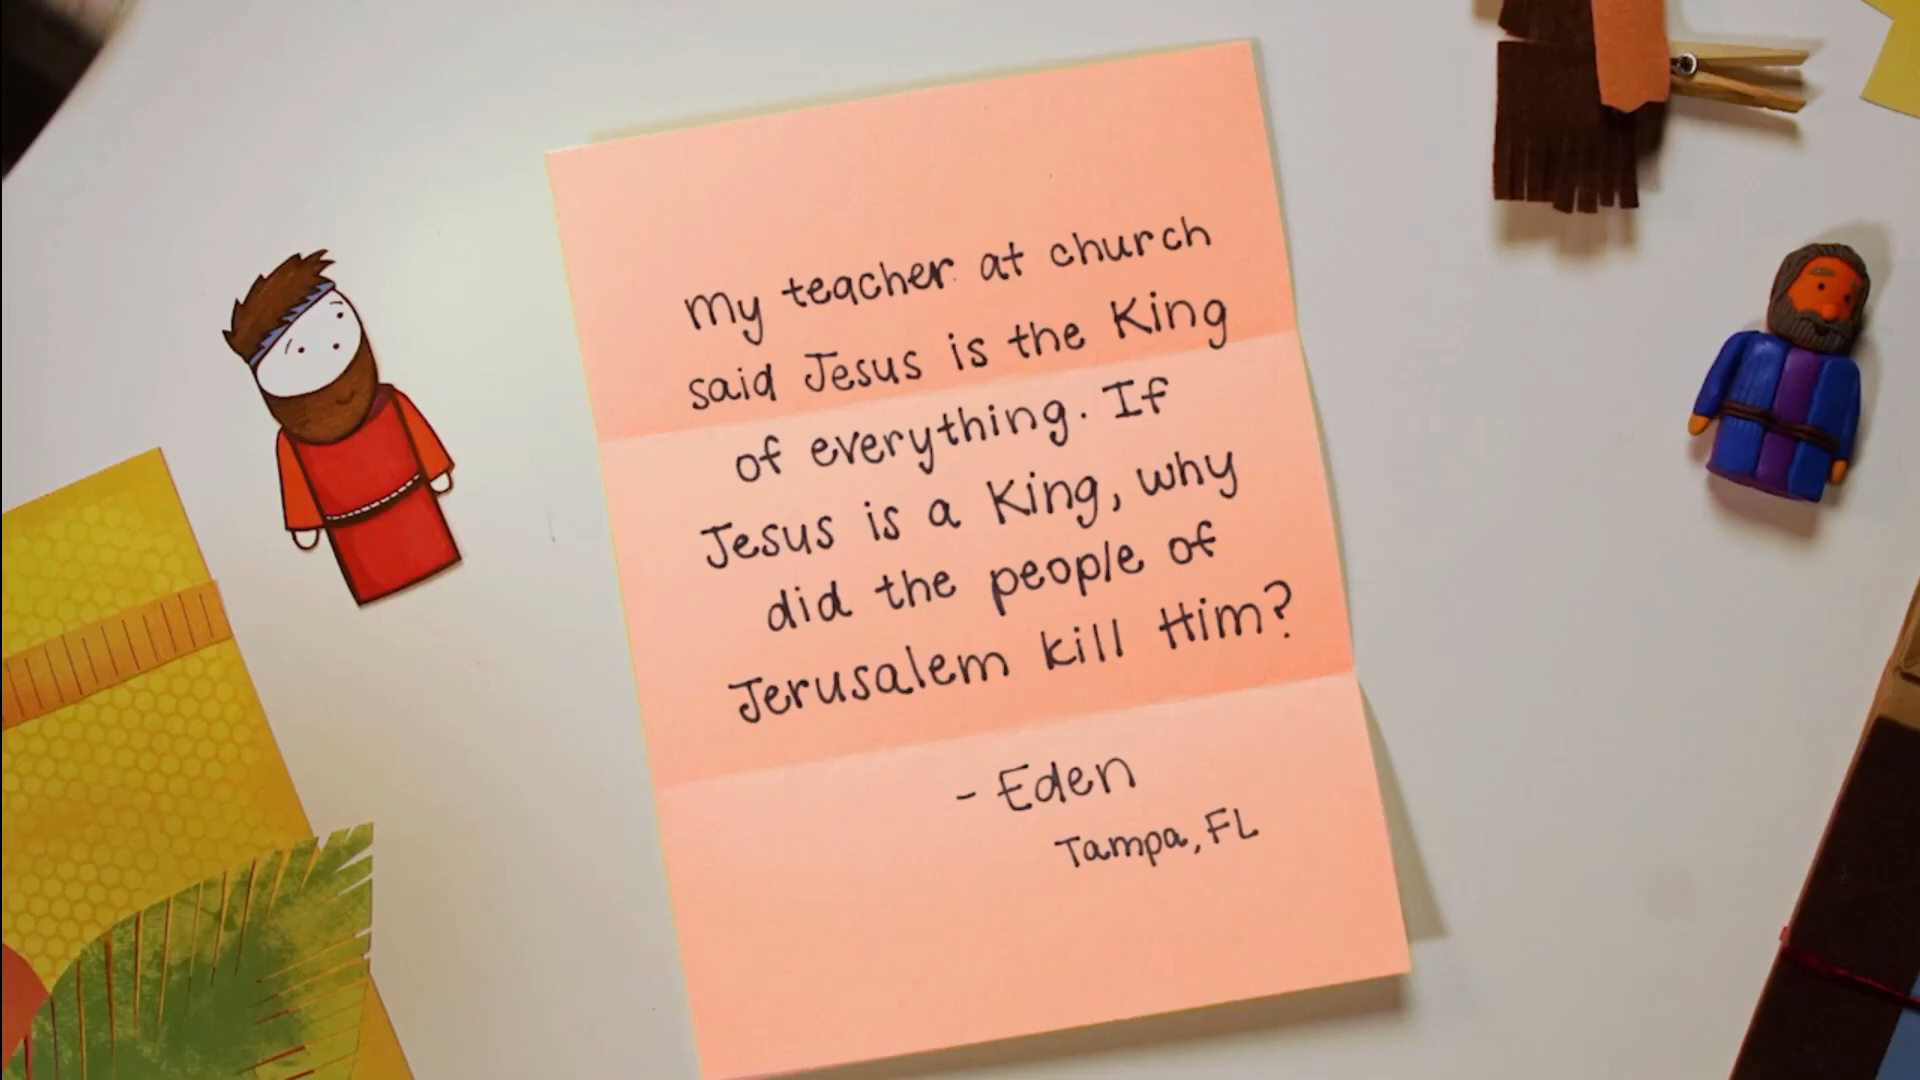 My teacher at church
said Jesus is the King
of everything. If
Jesus is a King, why
did the people of
Jerusalem kill Him?
- Eden
Tampa, FL